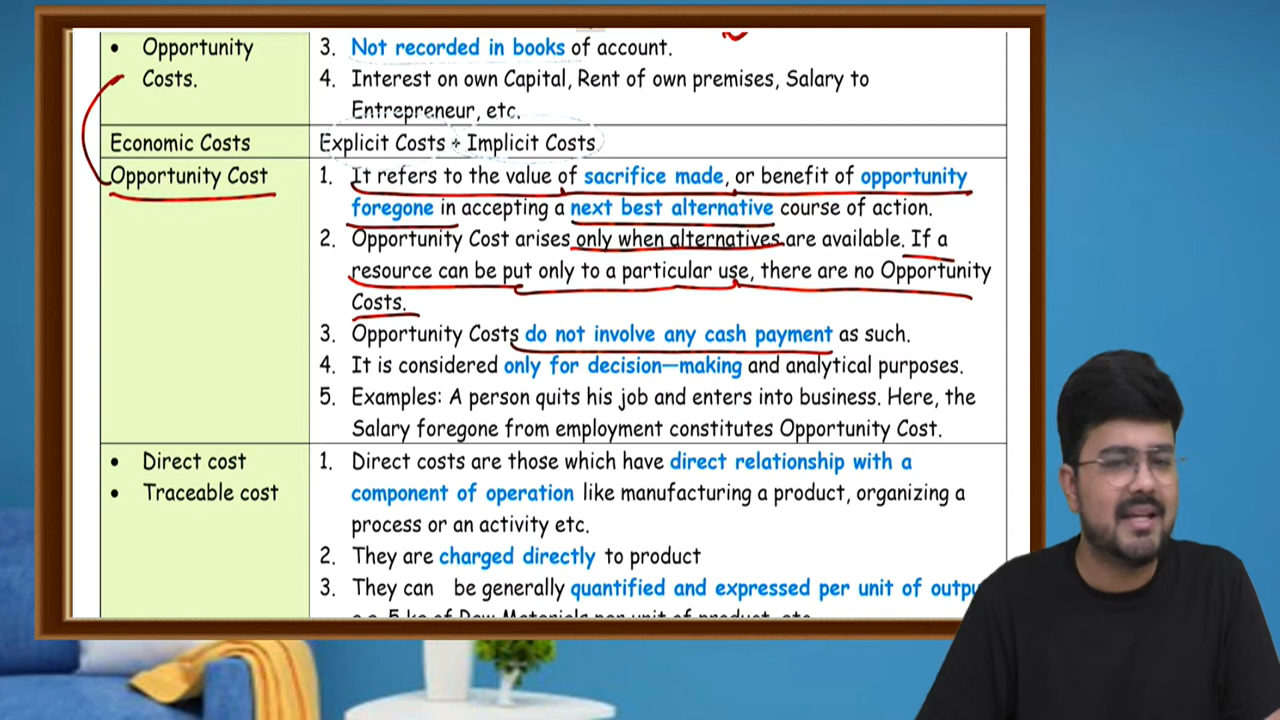 • Opportunity
Costs.
3. Not recorded in books of account.
4. Interest on own Capital, Rent of own premises, Salary to
Entrepreneur, etc.
Economic Costs
Explicit Costs + Implicit Costs
Opportunity Cost
1. It refers to the value of sacrifice made, or benefit of opportunity
foregone in accepting a next best alternative course of action.
2. Opportunity Cost arises only when alternatives are available. If a
resource can be put only to a particular use, there are no Opportunity
Costs.
3. Opportunity Costs do not involve any cash payment as such.
4. It is considered only for decision—making and analytical purposes.
5. Examples: A person quits his job and enters into business. Here, the
Salary foregone from employment constitutes Opportunity Cost.
• Direct cost
• Traceable cost
1. Direct costs are those which have direct relationship with a
component of operation like manufacturing a product, organizing a
process or an activity etc.
2. They are charged directly to product
3. They can be generally quantified and expressed per unit of outpu